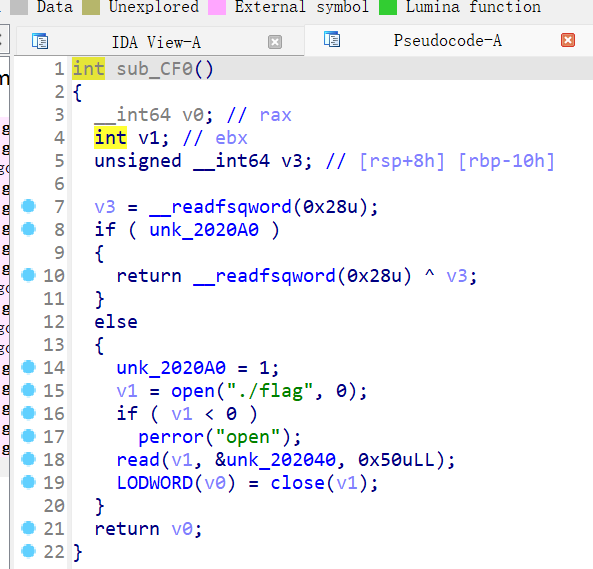 Data Unexplored External symbol Lumina function
IDA View-A Pseudocode-A
1 int sub_CF0()
2 {
3 __int64 v0; // rax
4 int v1; // ebx
5 unsigned __int64 v3; // [rsp+8h] [rbp-10h]
6
7 v3 = __readfsqword(0x28u);
8 if ( unk_2020A0 )
9 {
10 return __readfsqword(0x28u) ^ v3;
11 }
12 else
13 {
14 unk_2020A0 = 1;
15 v1 = open("./flag", 0);
16 if ( v1 < 0 )
17 perror("open");
18 read(v1, &unk_202040, 0x50uLL);
19 LODWORD(v0) = close(v1);
20 }
21 return v0;
22 }